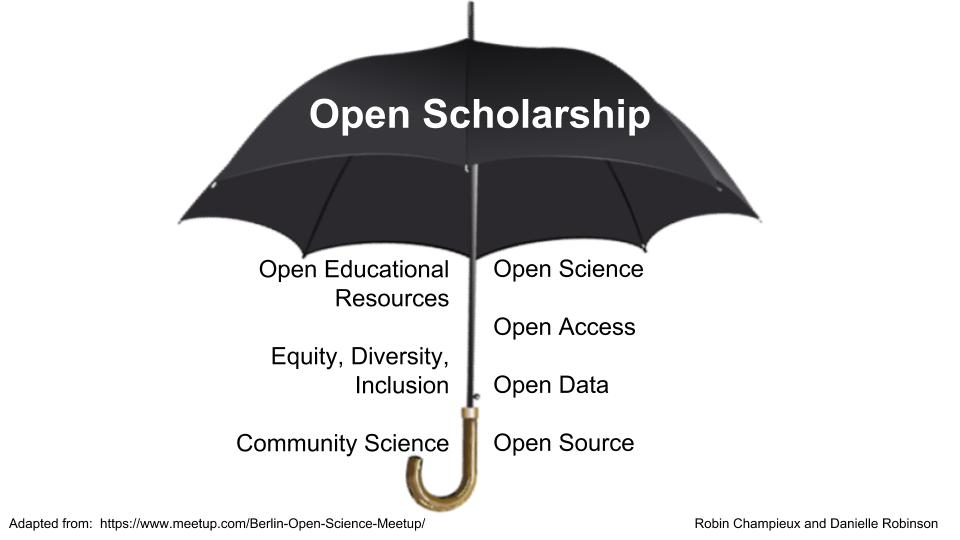 Open Scholarship
Open Educational
Resources
Equity, Diversity,
Inclusion
Community Science
Open Science
Open Access
Open Data
Open Source
Adapted from: https://www.meetup.com/Berlin-Open-Science-Meetup/
Robin Champieux and Danielle Robinson